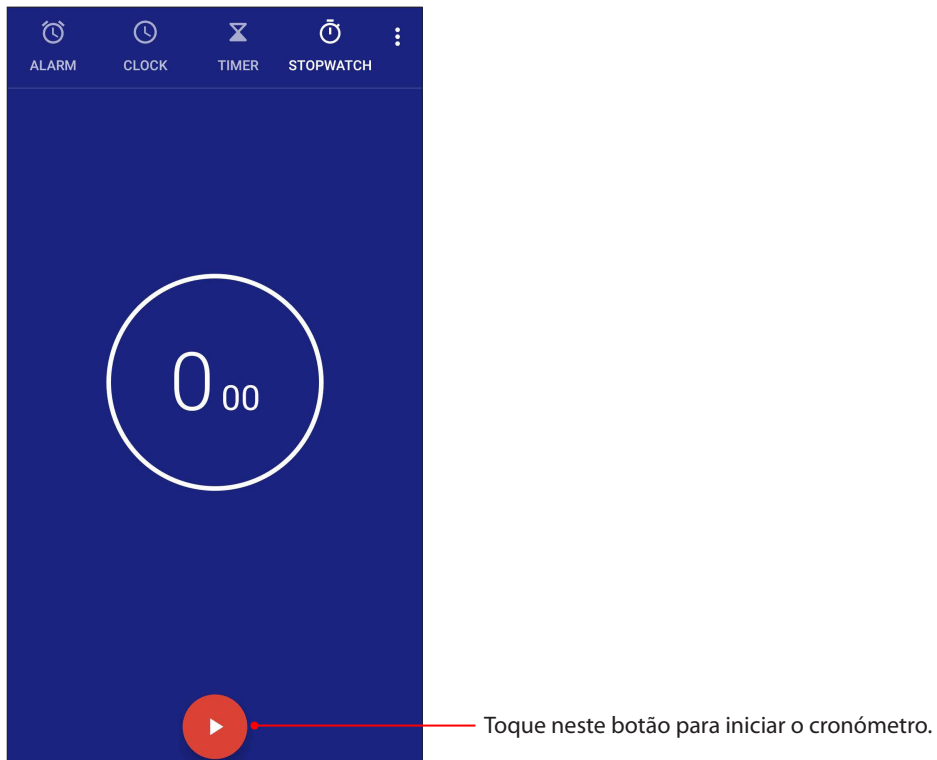 ALARM CLOCK TIMER STOPWATCH
0 00
Toque neste botão para iniciar o cronómetro.